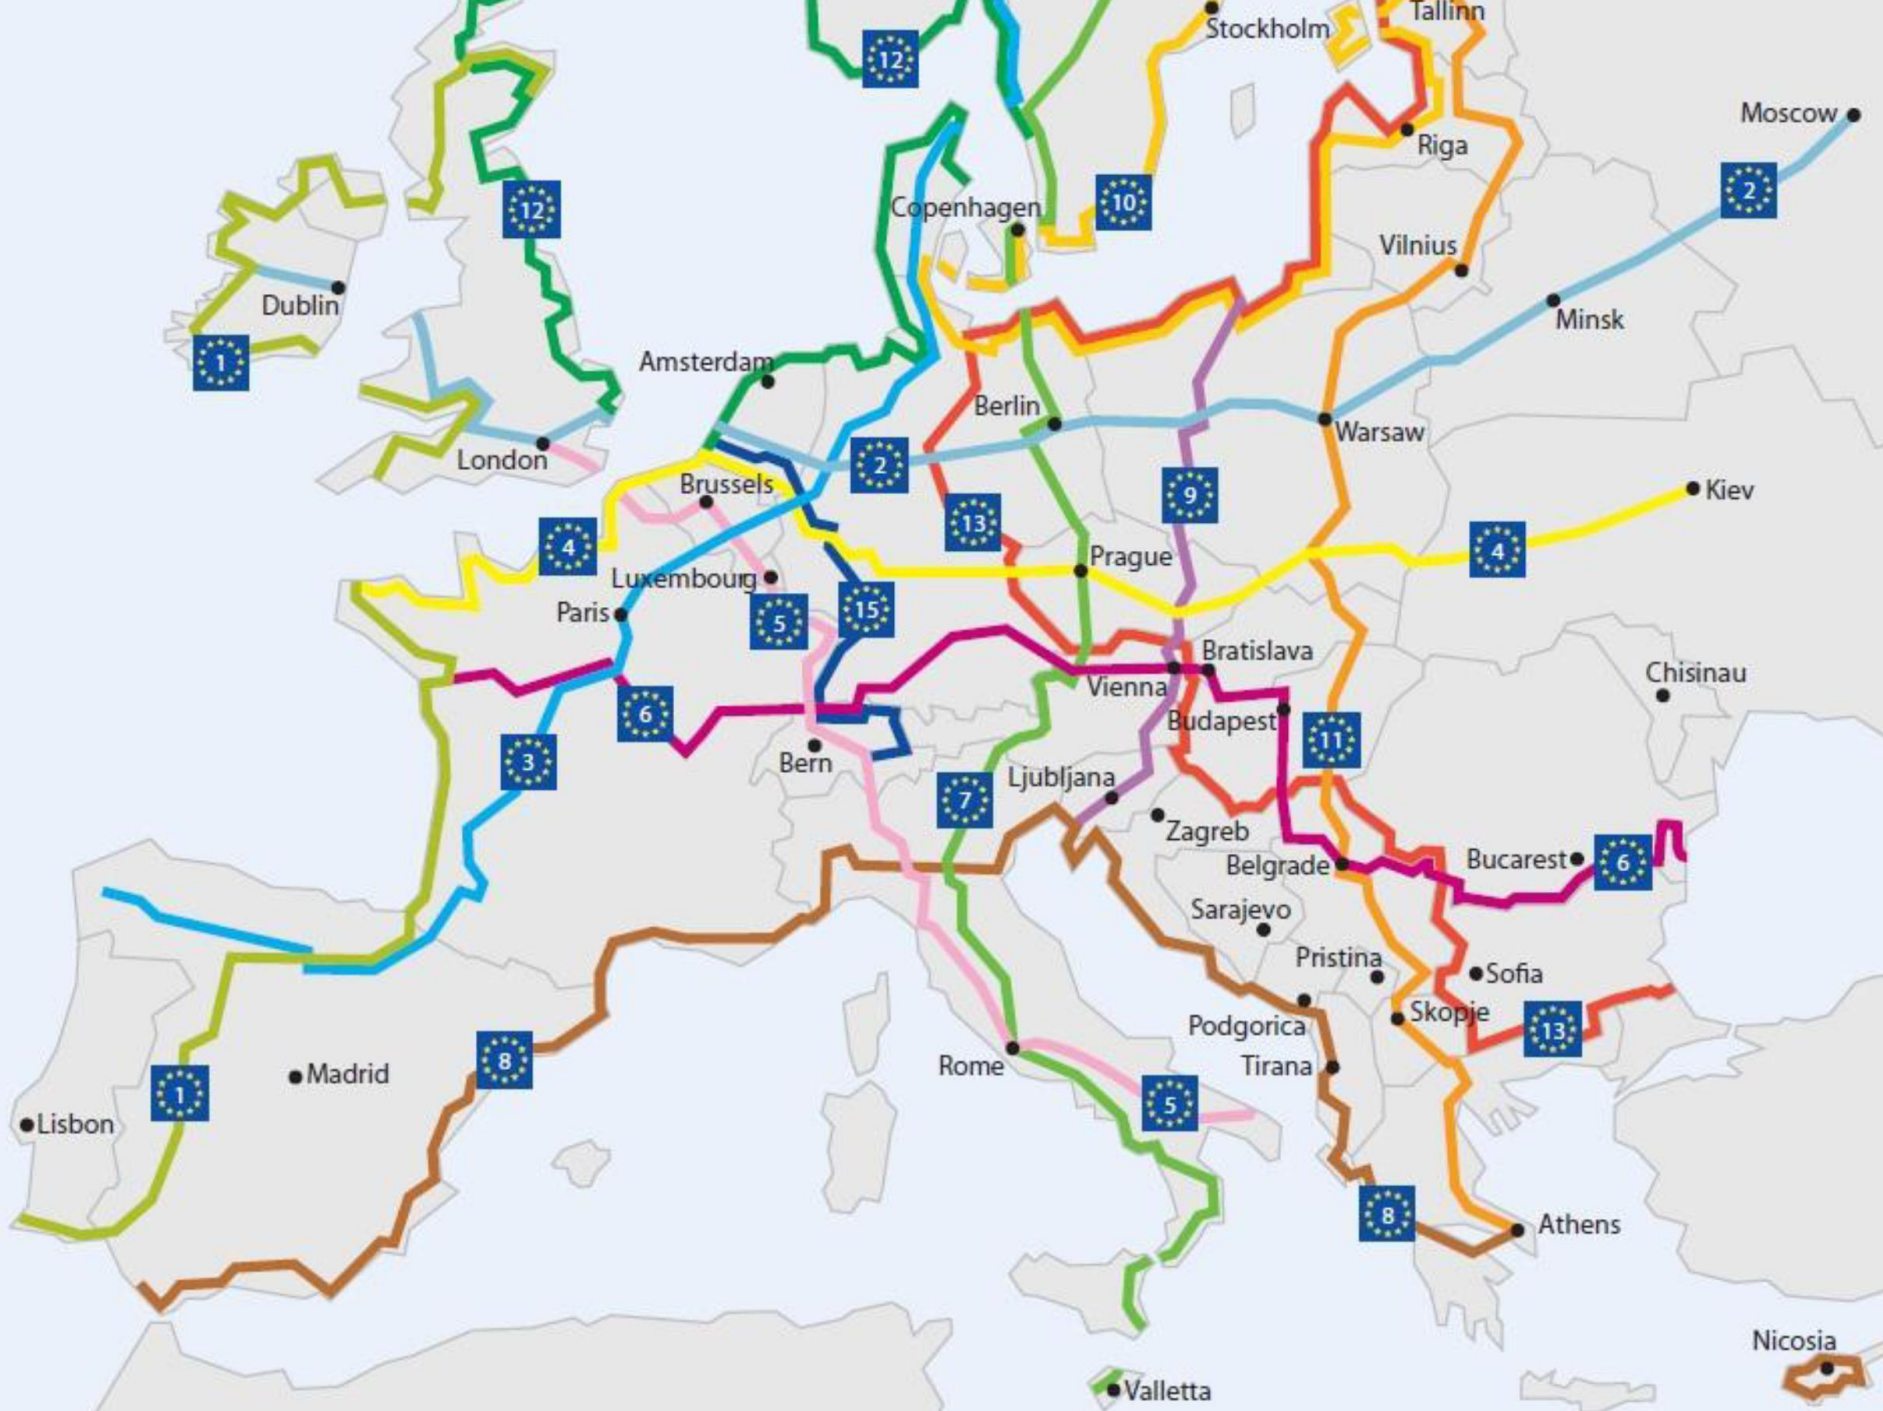 Tallinn
Stockholm
12
Moscow
Riga
2
12
10
Copenhagen
Vilnius
Dublin
Minsk
1
Amsterdam
Berlin
Warsaw
London
2
Brussels
9
Kiev
13
4
4
Prague
Luxembourg
15
Paris
5
Bratislava
Chisinau
Vienna
6
Budapest
11
Bern
3
Ljubljana
7
Zagreb
Belgrade
Bucarest
6
Sarajevo
Pristina
Sofia
Skopje
Podgorica
13
Rome
Tirana
8
Madrid
1
5
Lisbon
8
Athens
Nicosia
Valletta